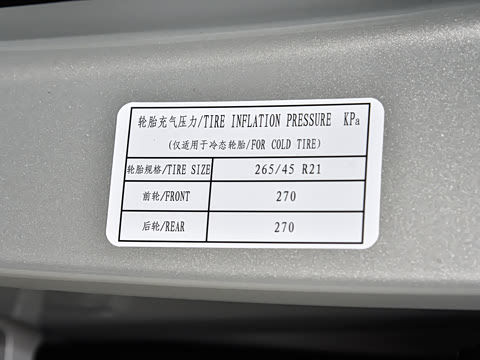 轮胎充气压力/TIRE INFLATION PRESSURE KPa
(仅适用于冷态轮胎/FOR COLD TIRE)
轮胎规格/TIRE SIZE 265/45 R21
前轮/FRONT 270
后轮/REAR 270